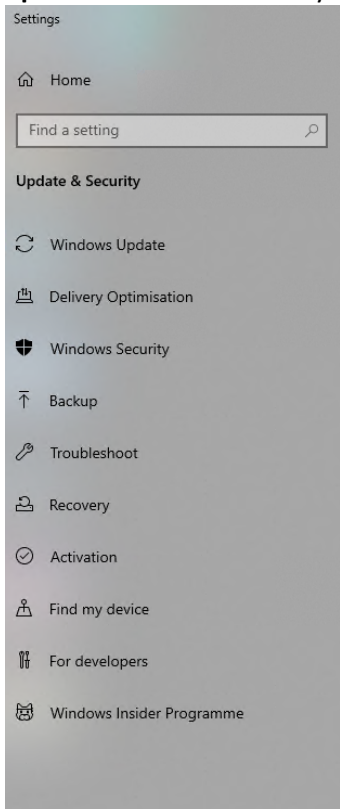 Settings
Home
Find a setting
Update & Security
Windows Update
Delivery Optimisation
Windows Security
Backup
Troubleshoot
Recovery
Activation
Find my device
For developers
Windows Insider Programme